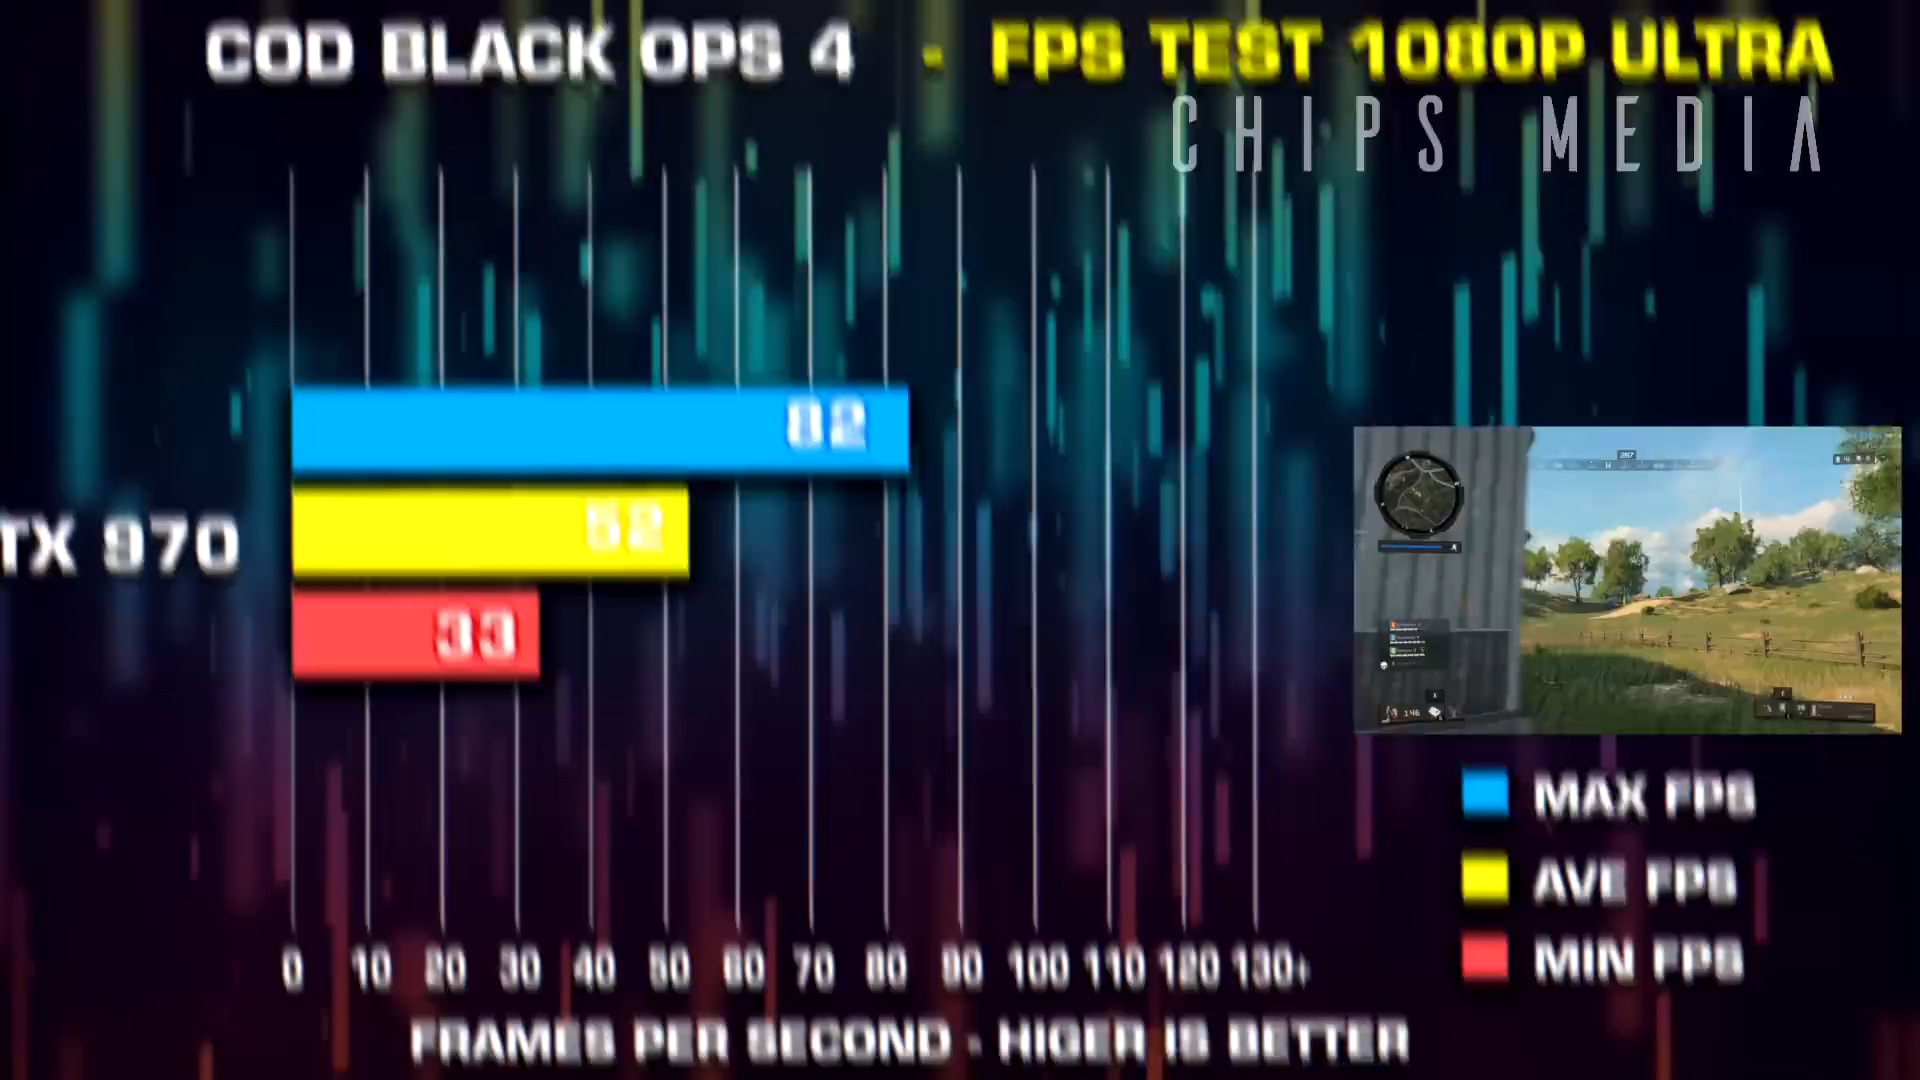 COD BLACK OPS 4 - FPS TEST 1080P ULTRA
CHIPS MEDIA
82
52
TX 970
33
287
146
MAX FPS
AVE FPS
MIN FPS
0 10 20 30 40 50 60 70 80 90 100 110 120 130+
FRAMES PER SECOND - HIGER IS BETTER